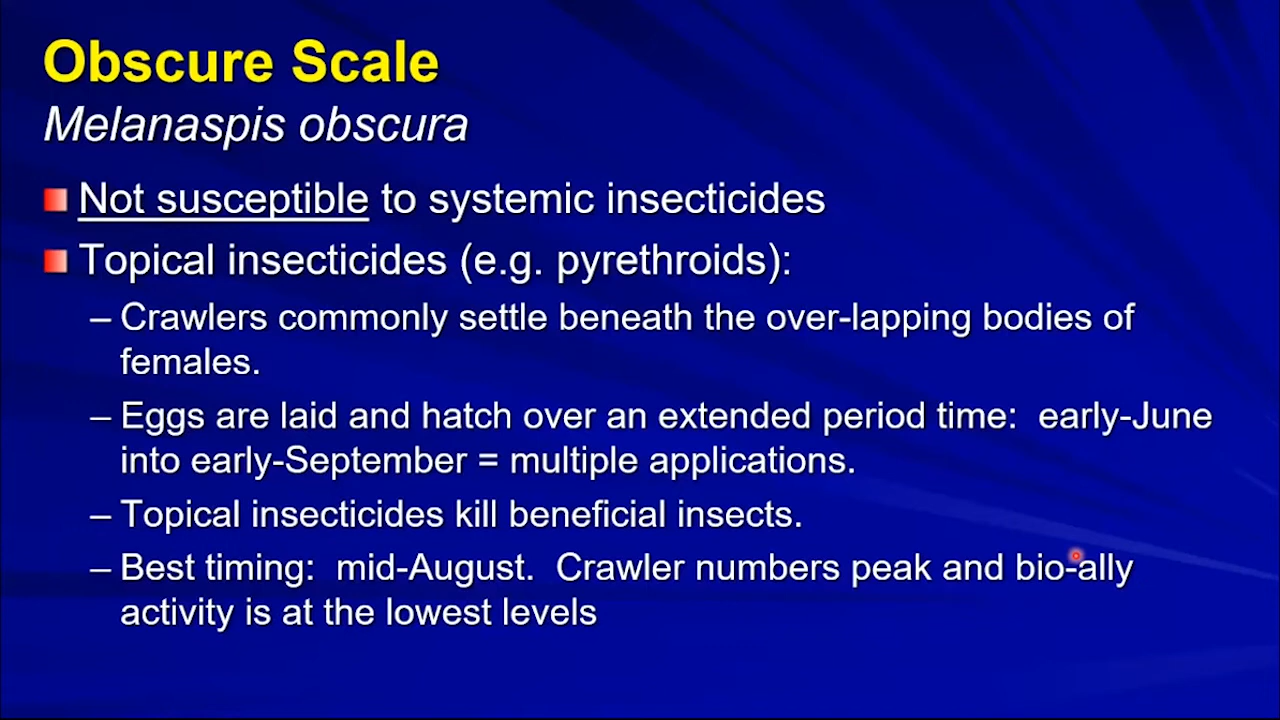 Obscure Scale
Melanaspis obscura
Not susceptible to systemic insecticides
Topical insecticides (e.g. pyrethroids):
– Crawlers commonly settle beneath the over-lapping bodies of
females.
– Eggs are laid and hatch over an extended period time:  early-June
into early-September = multiple applications.
– Topical insecticides kill beneficial insects.
– Best timing:  mid-August.  Crawler numbers peak and bio-ally
activity is at the lowest levels